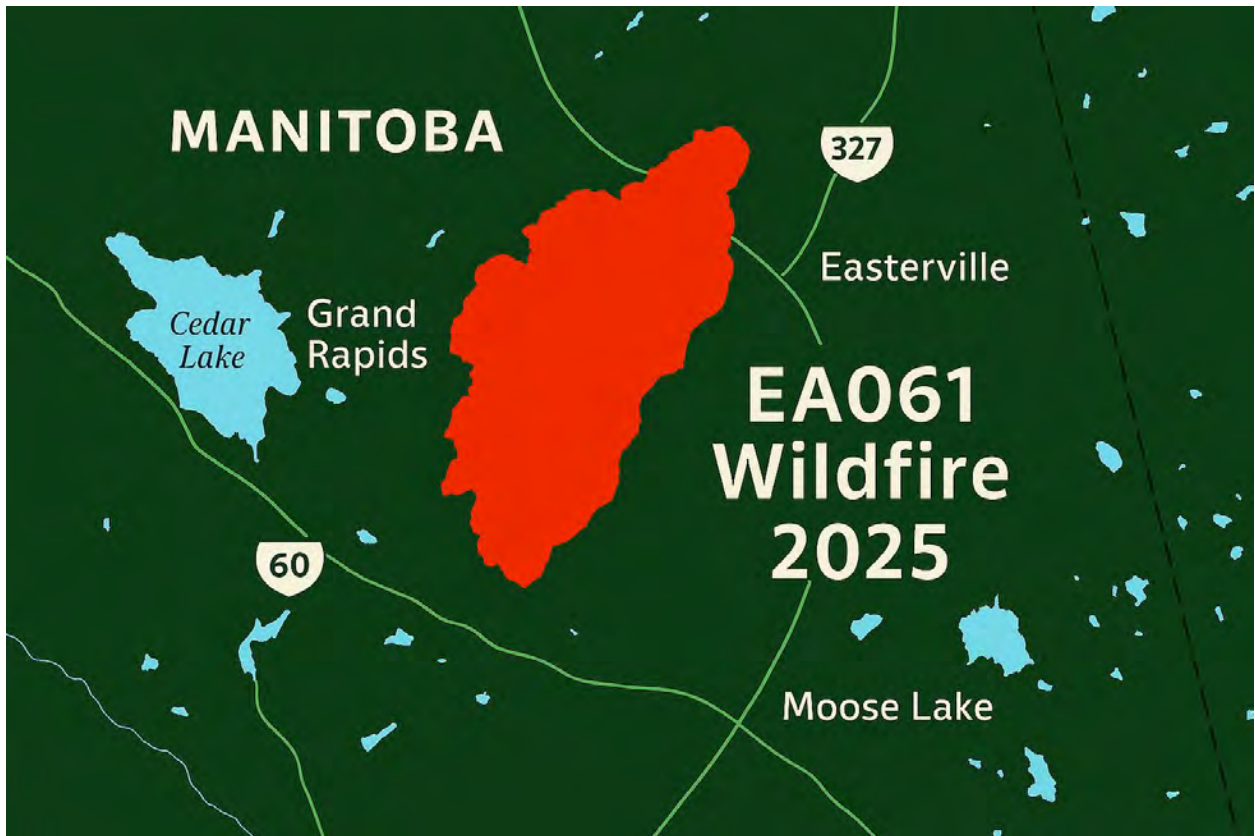 MANITOBA
327
Easterville
Cedar
Lake
Grand
Rapids
EA061
Wildfire
2025
60
Moose Lake